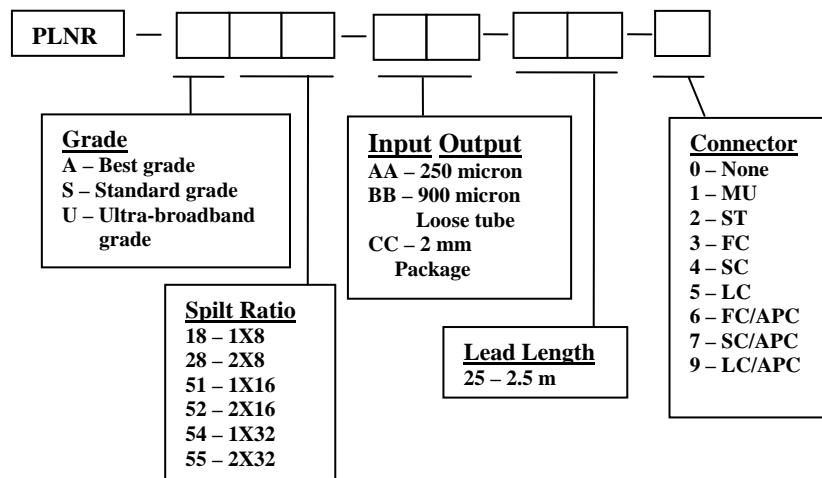 PLNR
Grade
A – Best grade
S – Standard grade
U – Ultra-broadband
grade
Spilt Ratio
18 – 1X8
28 – 2X8
51 – 1X16
52 – 2X16
54 – 1X32
55 – 2X32
Input Output
AA – 250 micron
BB – 900 micron
Loose tube
CC – 2 mm
Package
Lead Length
25 – 2.5 m
Connector
0 – None
1 – MU
2 – ST
3 – FC
4 – SC
5 – LC
6 – FC/APC
7 – SC/APC
9 – LC/APC